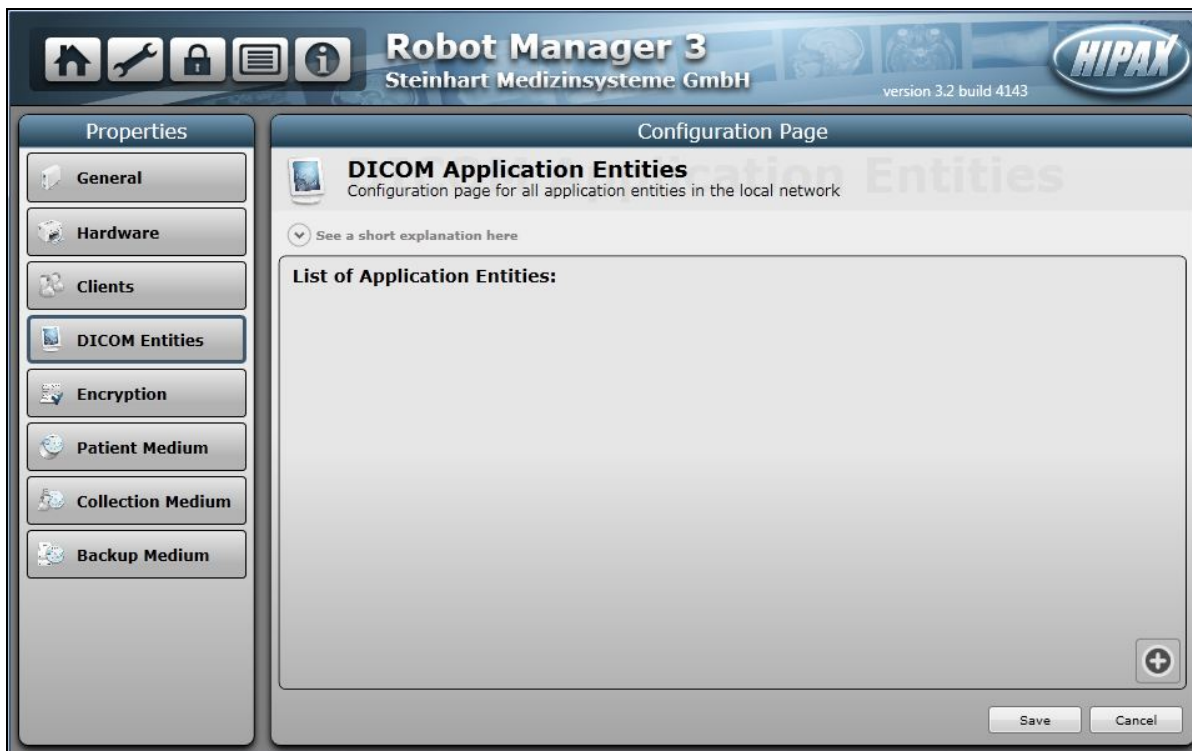 Robot Manager 3
Steinhart Medizinsysteme GmbH
version 3.2 build 4143
HIPAX
Properties
General
Hardware
Clients
DICOM Entities
Encryption
Patient Medium
Collection Medium
Backup Medium
Configuration Page
DICOM Application Entities
Configuration page for all application entities in the local network
See a short explanation here
List of Application Entities:
Save
Cancel